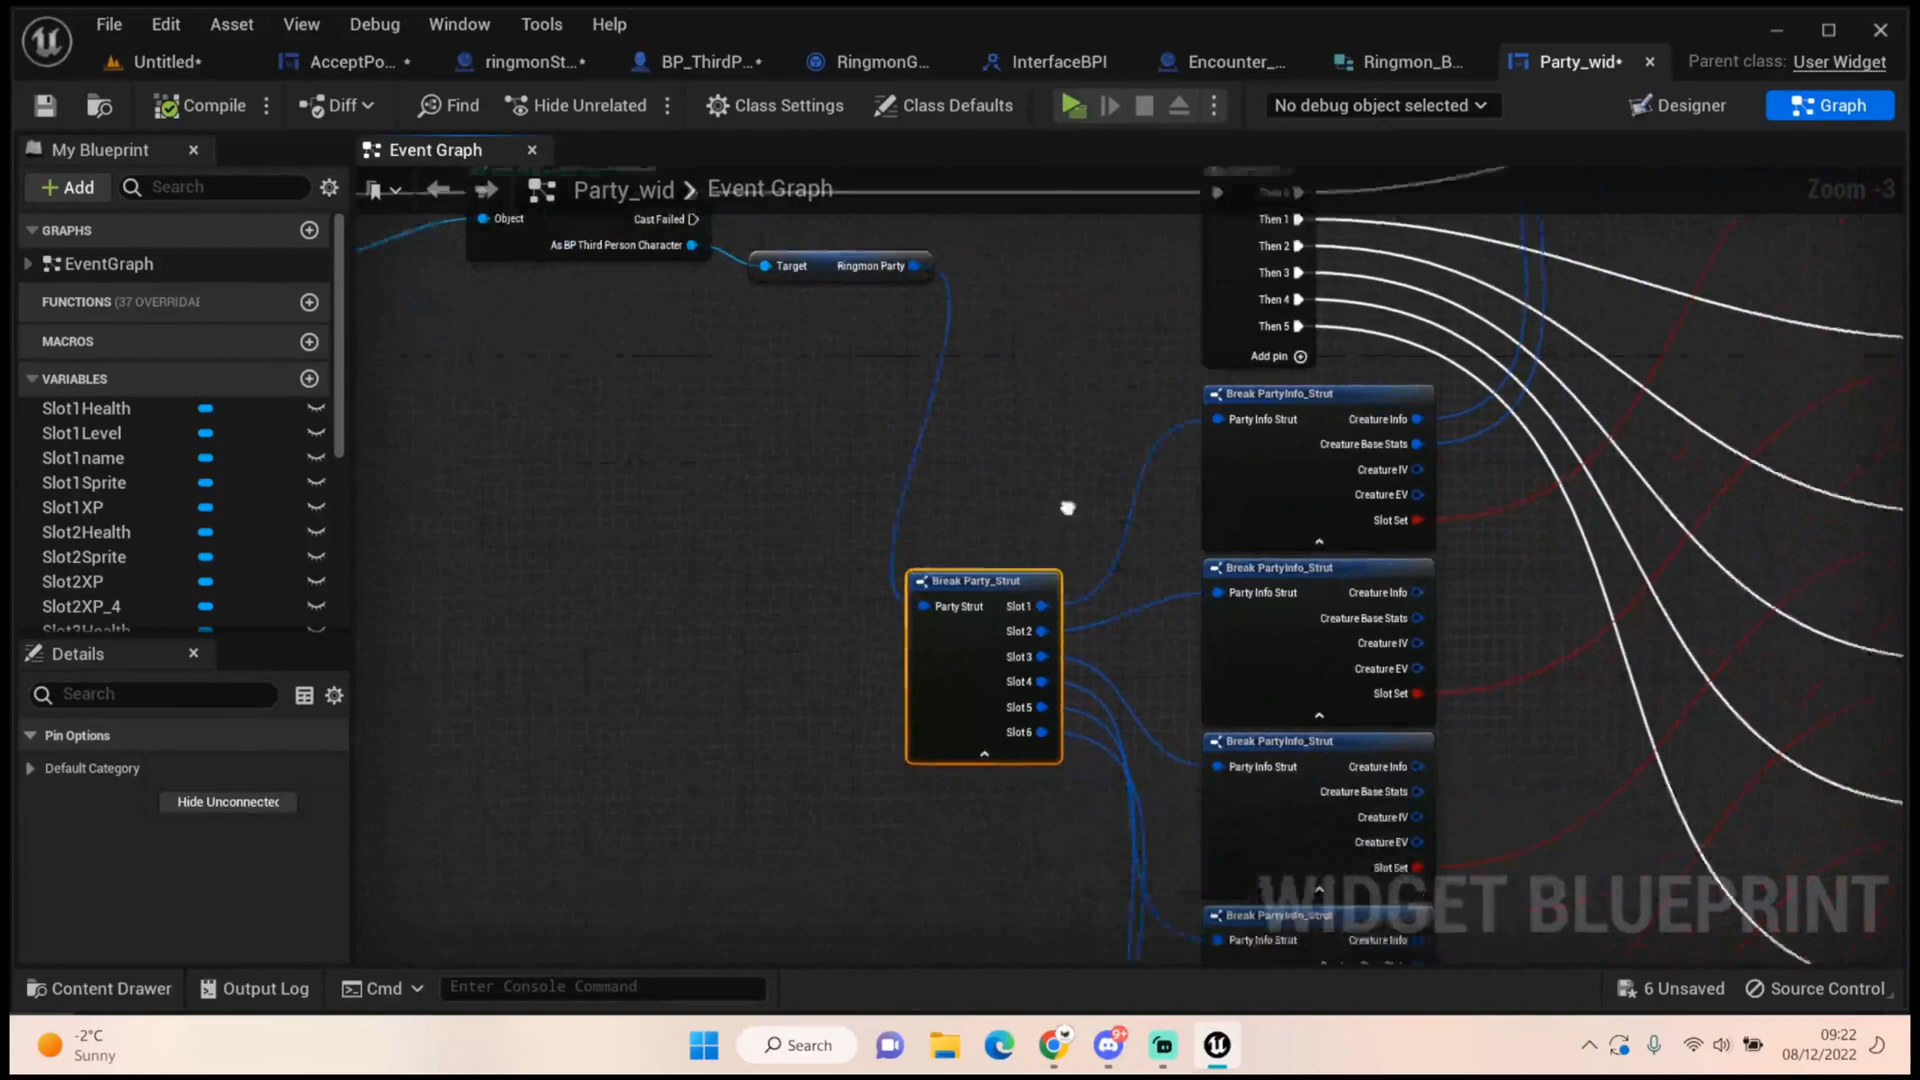 File Edit Asset View Window Debug Tools Help
Untitled* AcceptPo... * ringmonSt...* BP_ThirdP...* RingmonG... InterfaceBPI Encounter_... Ringmon_B... Party_wid* Parent class: User Widget
Compile Diff Find Hide Unrelated Class Settings Class Defaults No debug object selected Designer Graph
My Blueprint
Event Graph
Add Search
Party_wid > Event Graph
Zoom -3
GRAPHS
EventGraph
FUNCTIONS (37 OVERRIDAE
MACROS
VARIABLES
Slot1Health
Slot1Level
Slot1name
Slot1Sprite
Slot1XP
Slot2Health
Slot2Sprite
Slot2XP
Slot2XP_4
Slot3Health
Details
Search
Pin Options
Default Category
Hide Unconnected
Object Cast Failed
As BP Third Person Character
Target Ringmon Party
Then 1
Then 2
Then 3
Then 4
Then 5
Add pin
Break Party_Strut
Party Strut Slot 1
Slot 2
Slot 3
Slot 4
Slot 5
Slot 6
Break PartyInfo_Strut
Party Info Strut Creature Info
Creature Base Stats
Creature IV
Creature EV
Slot Set
Break PartyInfo_Strut
Party Info Strut Creature Info
Creature Base Stats
Creature IV
Creature EV
Slot Set
Break PartyInfo_Strut
Party Info Strut Creature Info
Creature Base Stats
Creature IV
Creature EV
Slot Set
Break PartyInfo_Strut
Party Info Strut Creature Info
WIDGET BLUEPRINT
Content Drawer Output Log Cmd Enter Console Command 6 Unsaved Source Control
-2°C
Sunny
Search
9+
09:22
08/12/2022